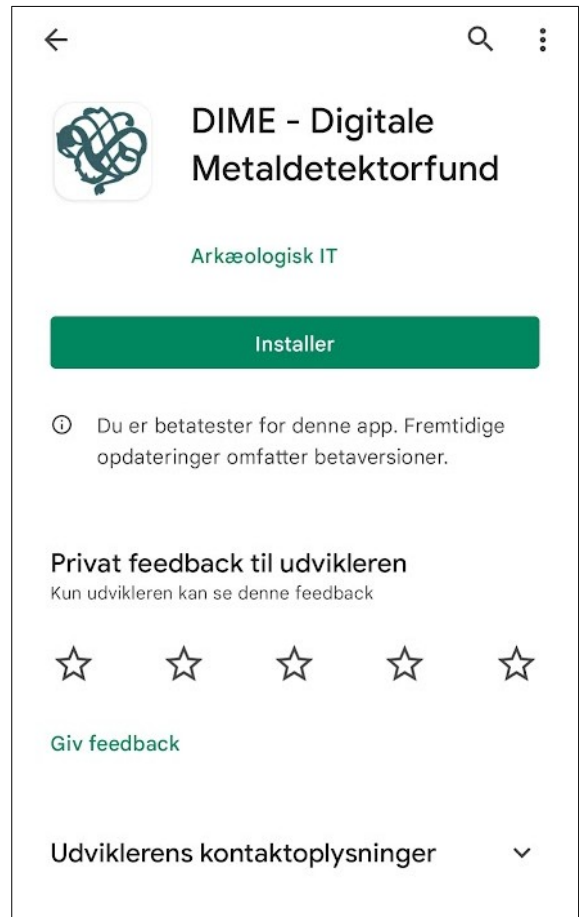 DIME - Digitale
Metaldetektorfund
Arkæologisk IT
Installer
Du er betatester for denne app. Fremtidige
opdateringer omfatter betaversioner.
Privat feedback til udvikleren
Kun udvikleren kan se denne feedback
Giv feedback
Udviklerens kontaktoplysninger